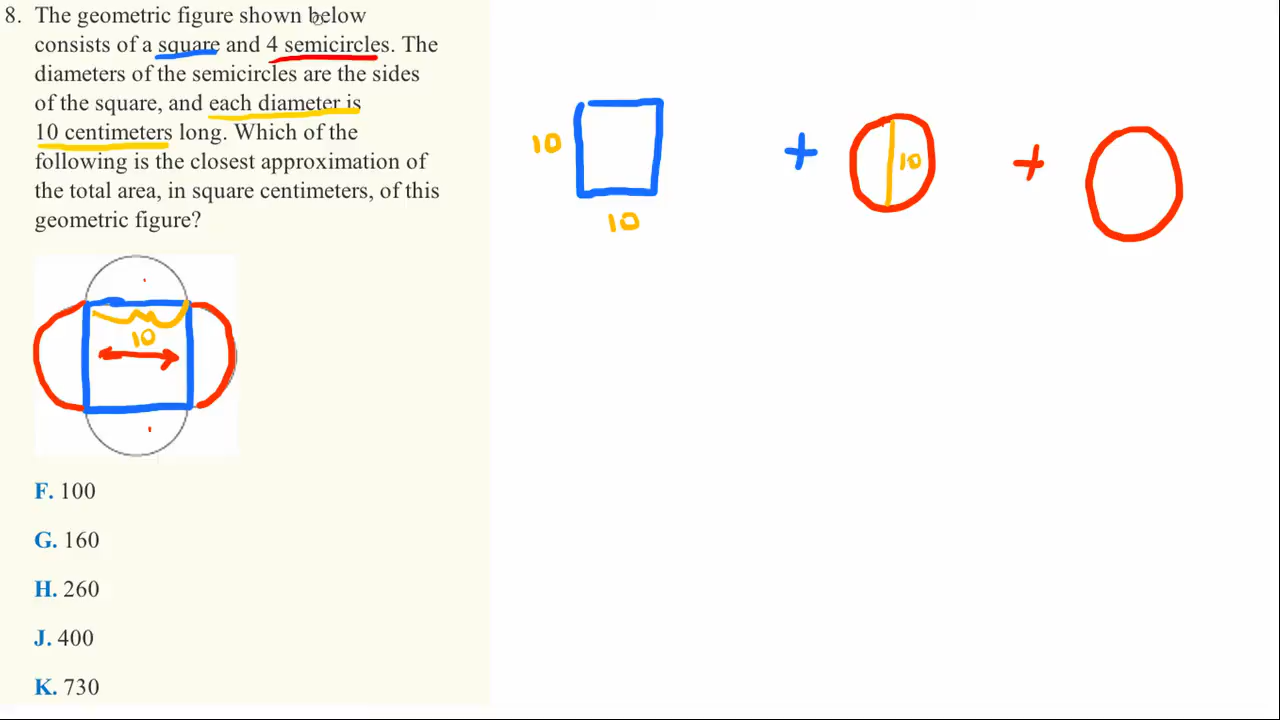 8. The geometric figure shown below
consists of a square and 4 semicircles. The
diameters of the semicircles are the sides
of the square, and each diameter is
10 centimeters long. Which of the
following is the closest approximation of
the total area, in square centimeters, of this
geometric figure?
10
F. 100
G. 160
H. 260
J. 400
K. 730
10
10
+
10
+